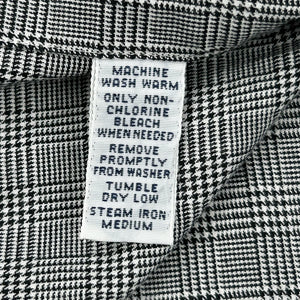 MACHINE
WASH WARM
ONLY NON-
CHLORINE
BLEACH
WHEN NEEDED
REMOVE
PROMPTLY
FROM WASHER
TUMBLE
DRY LOW
STEAM IRON
MEDIUM